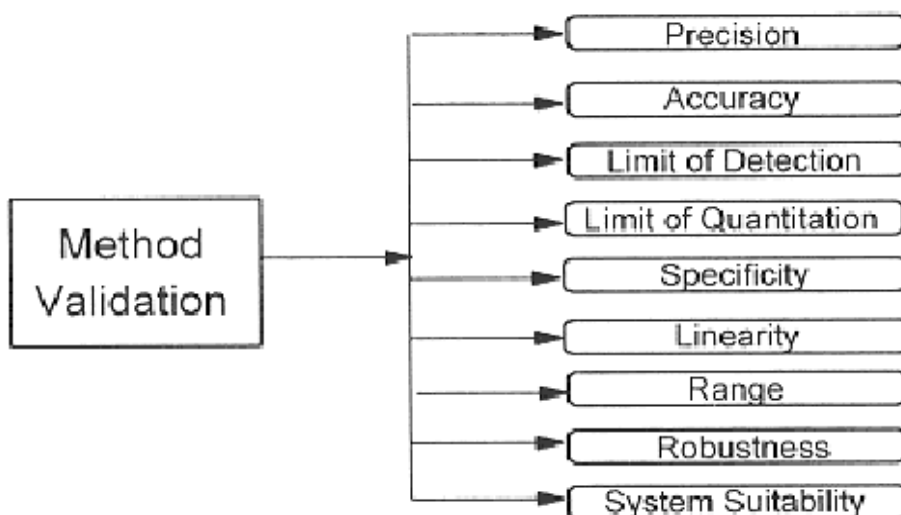 Method
Validation
Precision
Accuracy
Limit of Detection
Limit of Quantitation
Specificity
Linearity
Range
Robustness
System Suitability